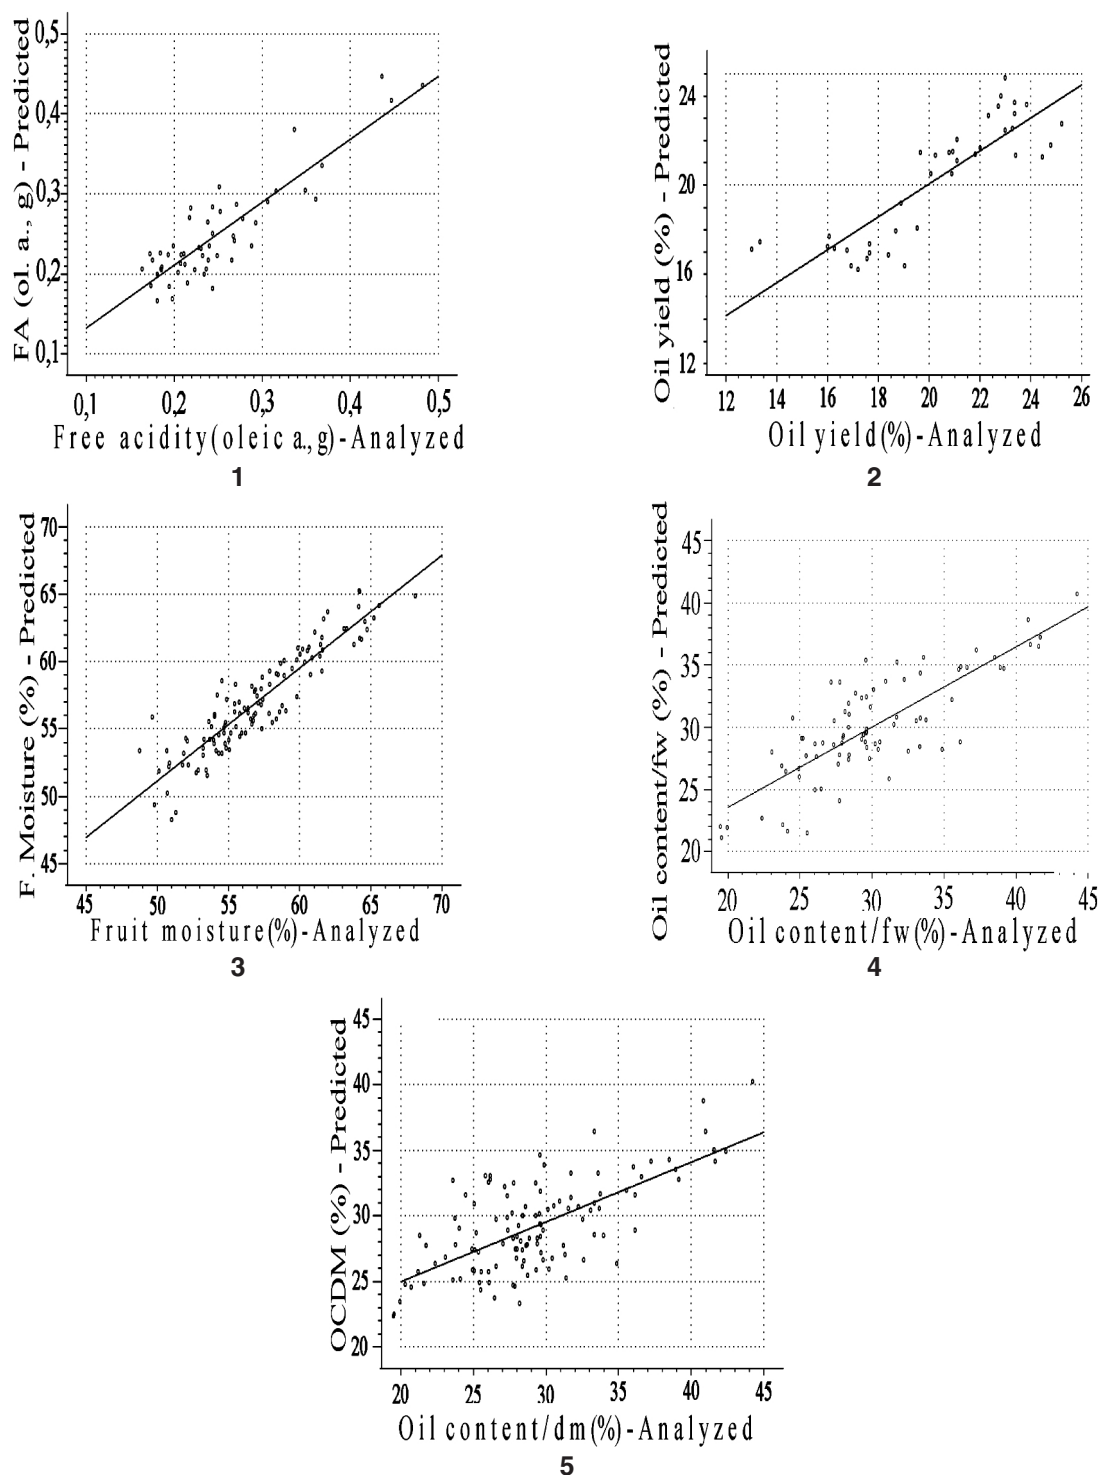 FA (ol. a., g) - Predicted
0,5
0,4
0,3
0,2
0,1
0,1 0,2 0,3 0,4 0,5
Free acidity(oleic a., g)-Analyzed
1
Oil yield (%) - Predicted
24
20
16
12
12 14 16 18 20 22 24 26
Oil yield(%)-Analyzed
2
F. Moisture (%) - Predicted
70
65
60
55
50
45
45 50 55 60 65 70
Fruit moisture(%)-Analyzed
3
Oil content/fw (%) - Predicted
45
40
35
30
25
20
20 25 30 35 40 45
Oil content/fw(%)-Analyzed
4
OCDM (%) - Predicted
45
40
35
30
25
20
20 25 30 35 40 45
Oil content/dm(%)-Analyzed
5